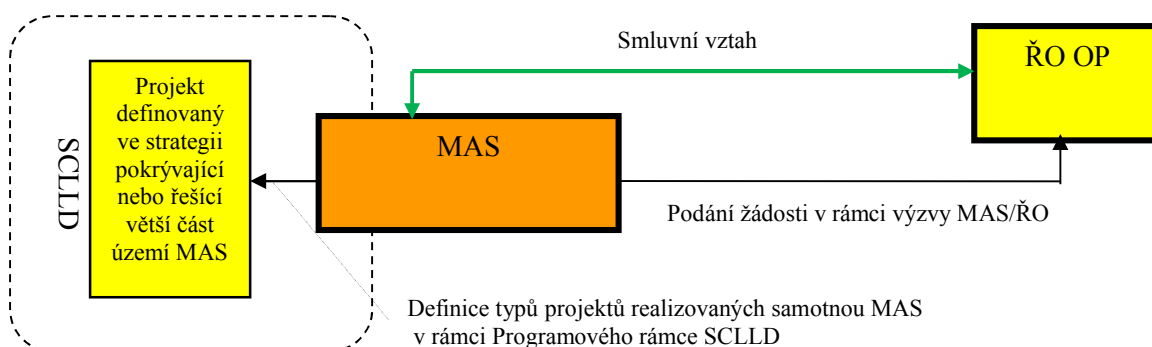 Smluvní vztah
ŘO OP
Projekt
definovaný
ve strategii
pokrývající
nebo řešící
větší část
území MAS
SCLLD
MAS
Podání žádosti v rámci výzvy MAS/ŘO
Definice typů projektů realizovaných samotnou MAS
v rámci Programového rámce SCLLD